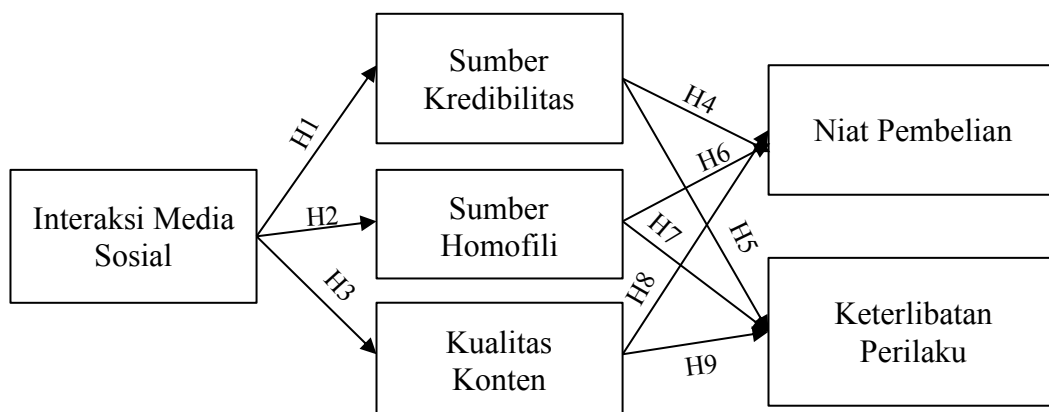 Interaksi Media
Sosial
H1
H2
H3
Sumber
Kredibilitas
Sumber
Homofili
Kualitas
Konten
H4
H6
H7
H5
H8
H9
Niat Pembelian
Keterlibatan
Perilaku